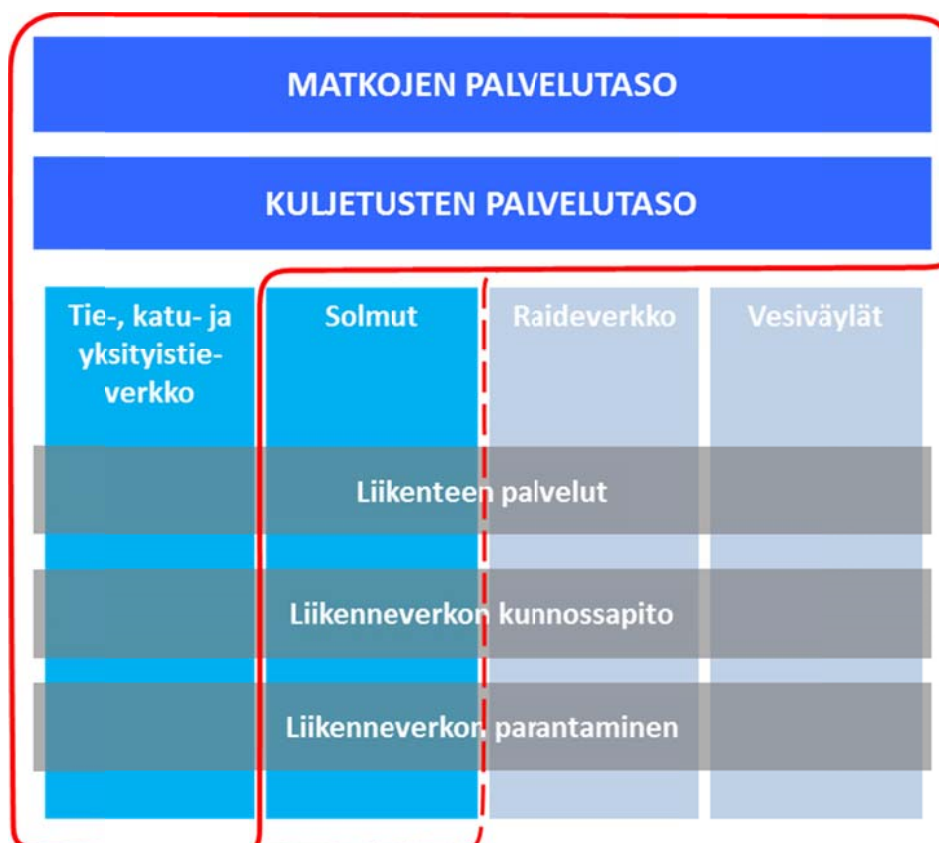 MATKOJEN PALVELUTASO
KULJETUSTEN PALVELUTASO
Tie-, katu- ja
yksityistie-
verkko
Solmut
Raideverkko
Vesiväylät
Liikenteen palvelut
Liikenneverkon kunnossapito
Liikenneverkon parantaminen